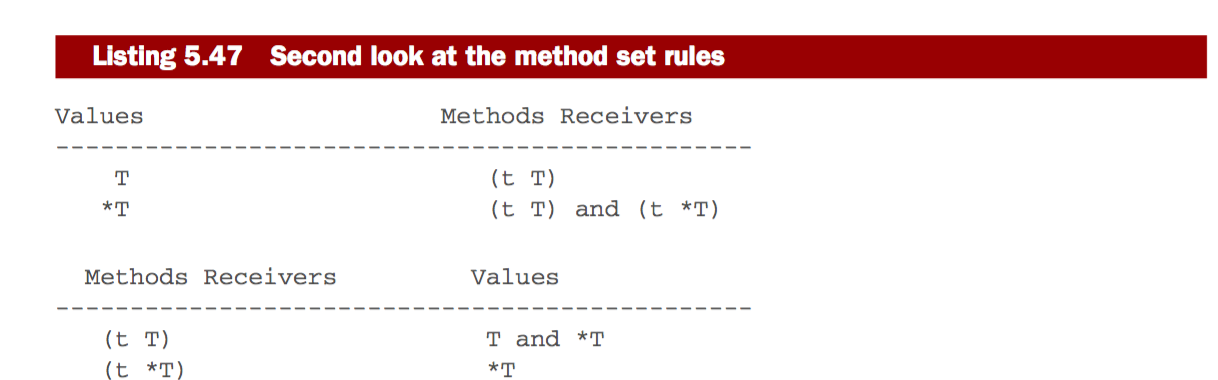 Listing 5.47 Second look at the method set rules
Values Methods Receivers
-----------------------------------------------
T (t T)
*T (t T) and (t *T)
Methods Receivers Values
-----------------------------------------------
(t T) T and *T
(t *T) *T